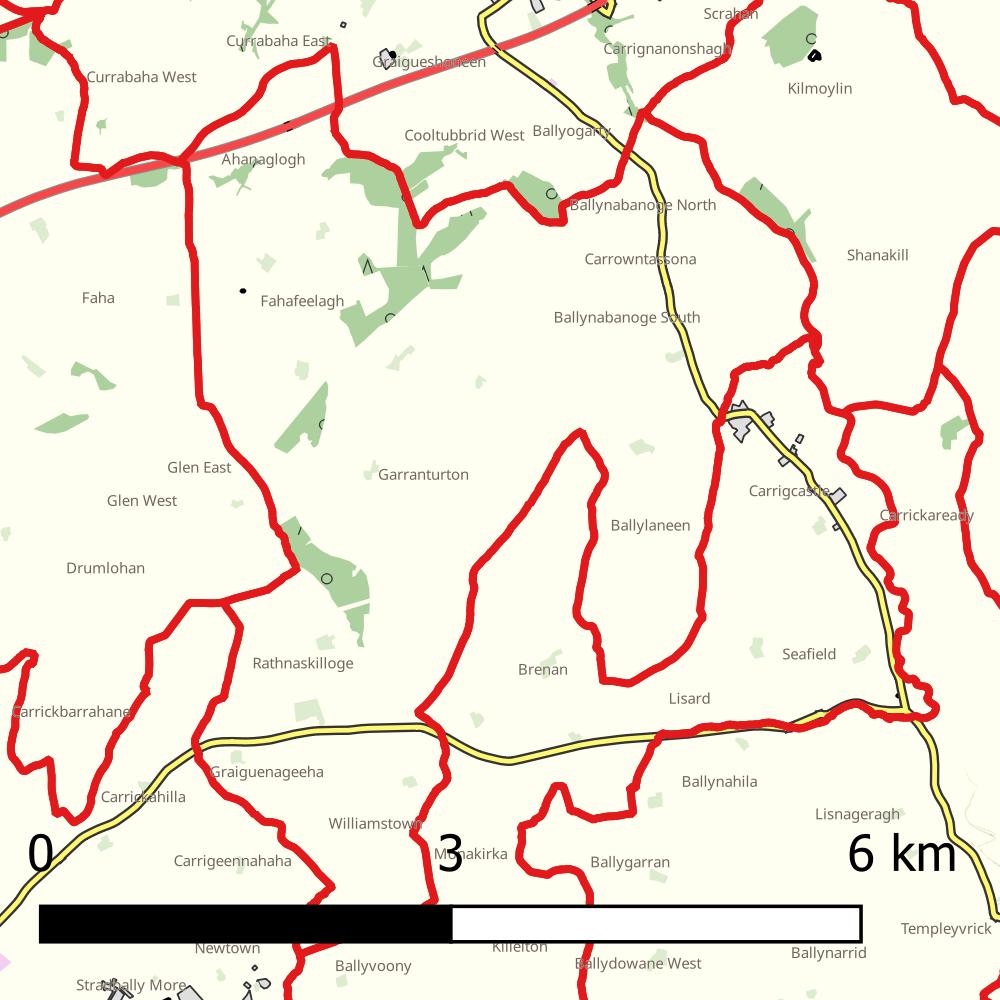 Scrahan
Currabaha East
Carrignanonshagh
Graigueshoneen
Currabaha West
Kilmoylin
Ballyogarty
Cooltubbrid West
Ahanaglogh
Ballynabanoge North
Shanakill
Carrowntassona
Faha
Fahafeelagh
Ballynabanoge South
Glen East
Garranturton
Carrigcastle
Glen West
Carrickaready
Ballylaneen
Drumlohan
Seafield
Rathnaskilloge
Brenan
Lisard
Carrickbarrahane
Graiguenageeha
Ballynahila
Carrickahilla
Lisnageragh
Williamstown
0 3 6 km
Monakirka
Carrigeennahaha
Ballygarran
Templeyvrick
Newtown
Killelton
Ballynarrid
Ballyvoony
Ballydowane West
Stradbally More